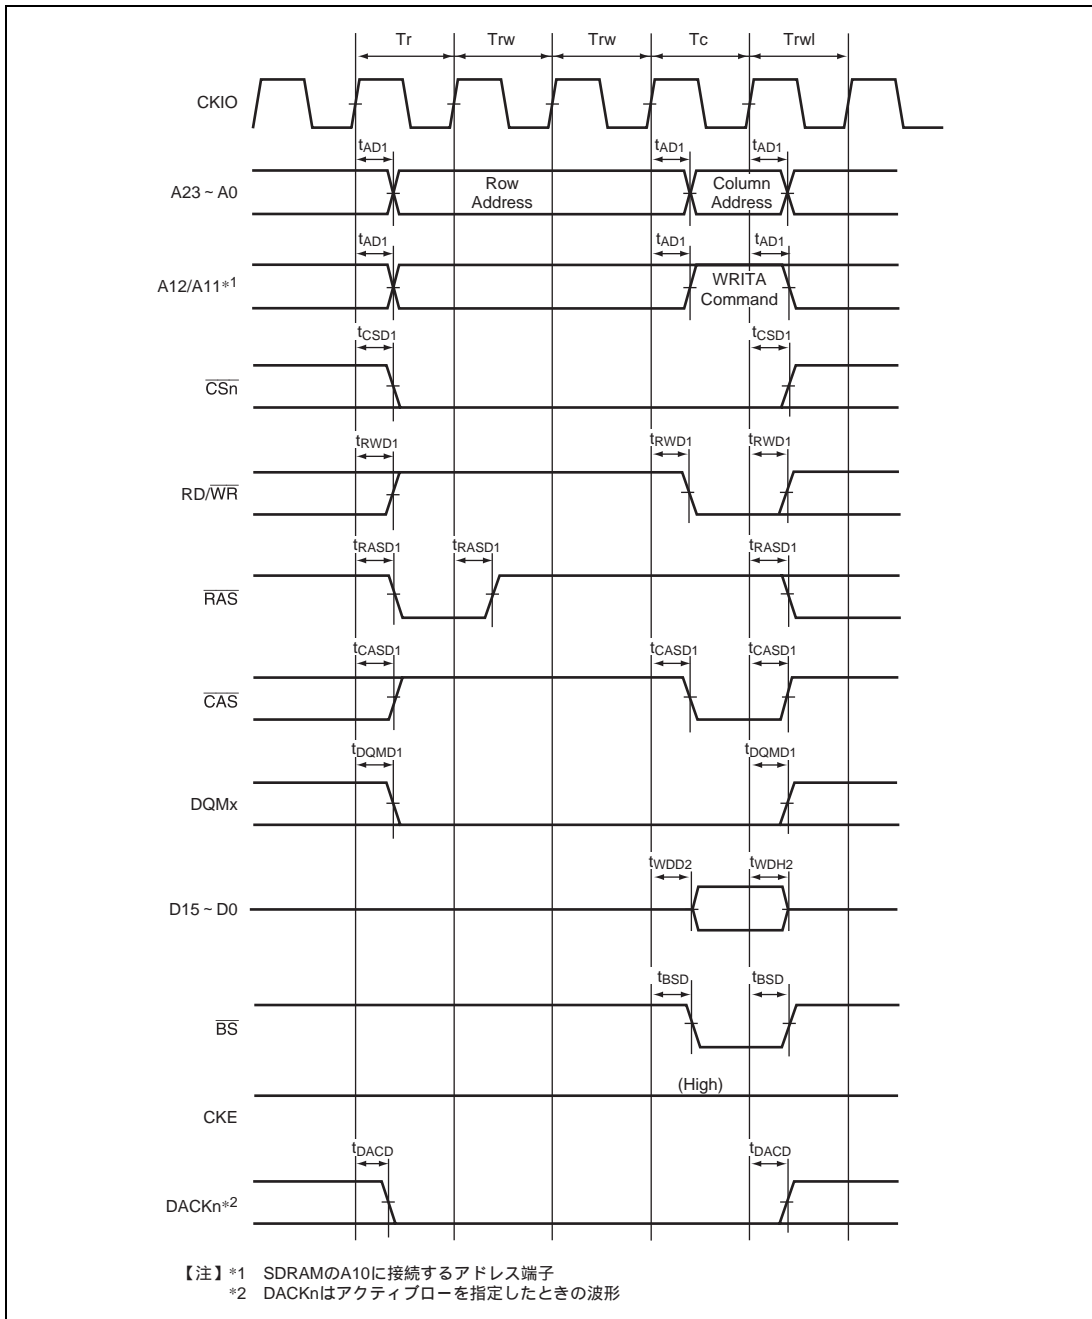 Tr Trw Trw Tc Trwl
CKIO
tAD1 tAD1 tAD1
A23 ~ A0
Row
Address
Column
Address
tAD1 tAD1 tAD1
A12/A11*1
WRITA
Command
tCSD1 tCSD1
CSn
tRWD1 tRWD1 tRWD1
RD/WR
tRASD1 tRASD1 tRASD1
RAS
tCASD1 tCASD1 tCASD1
CAS
tDQMD1 tDQMD1
DQMx
tWDD2 tWDH2
D15 ~ D0
tBSD tBSD
BS
(High)
CKE
tDACD tDACD
DACKn*2
【注】*1 SDRAMのA10に接続するアドレス端子
*2 DACKnはアクティブローを指定したときの波形